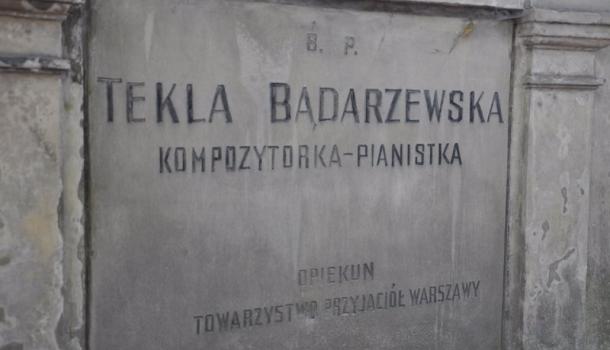 Ś. P.
TEKLA BĄDARZEWSKA
KOMPOZYTORKA-PIANISTKA
OPIEKUN
TOWARZYSTWO PRZYJACIÓŁ WARSZAWY